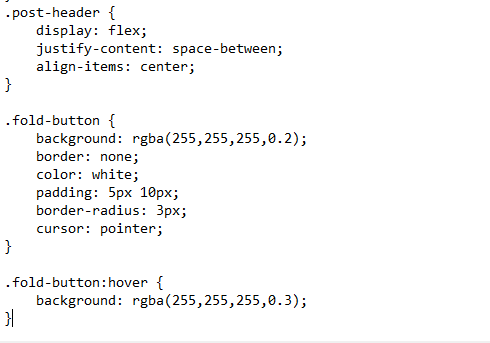 .post-header {
    display: flex;
    justify-content: space-between;
    align-items: center;
}

.fold-button {
    background: rgba(255,255,255,0.2);
    border: none;
    color: white;
    padding: 5px 10px;
    border-radius: 3px;
    cursor: pointer;
}

.fold-button:hover {
    background: rgba(255,255,255,0.3);
}